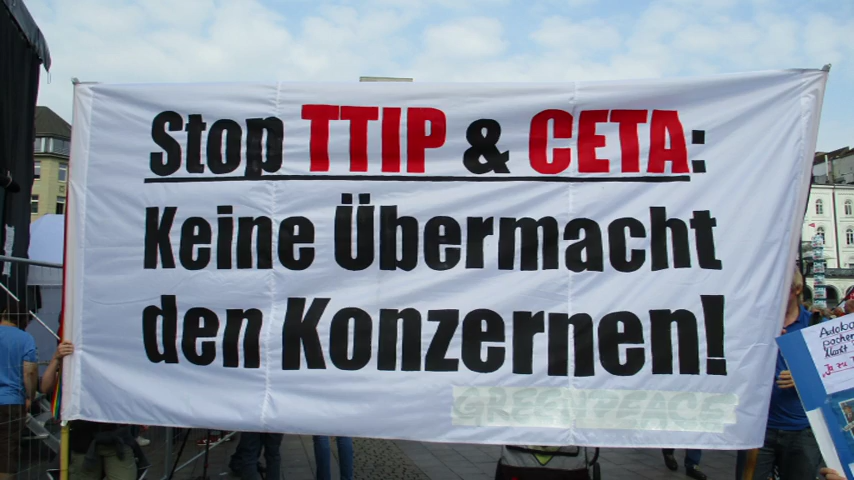 Stop TTIP & CETA:
Keine Übermacht
den Konzernen!
GREENPEACE